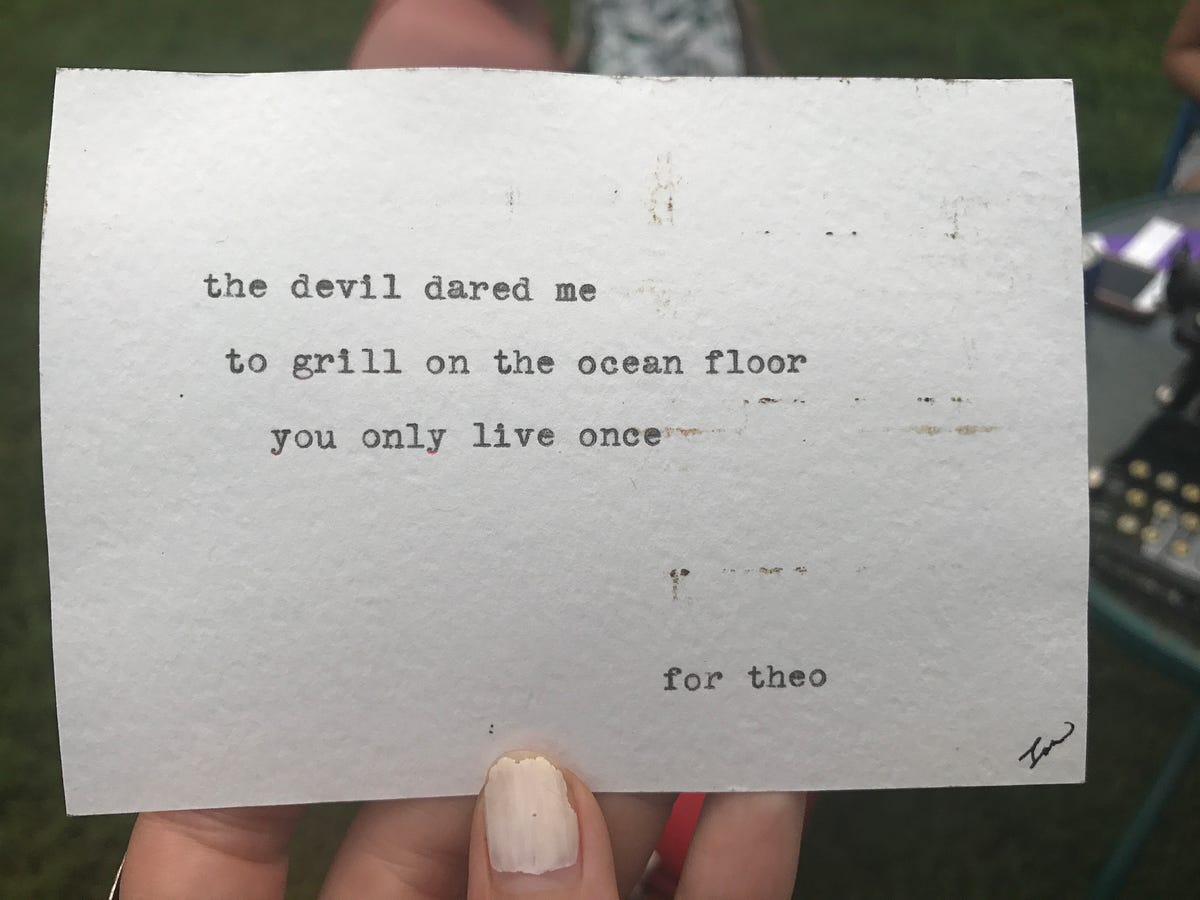 the devil dared me
to grill on the ocean floor
you only live once
for theo